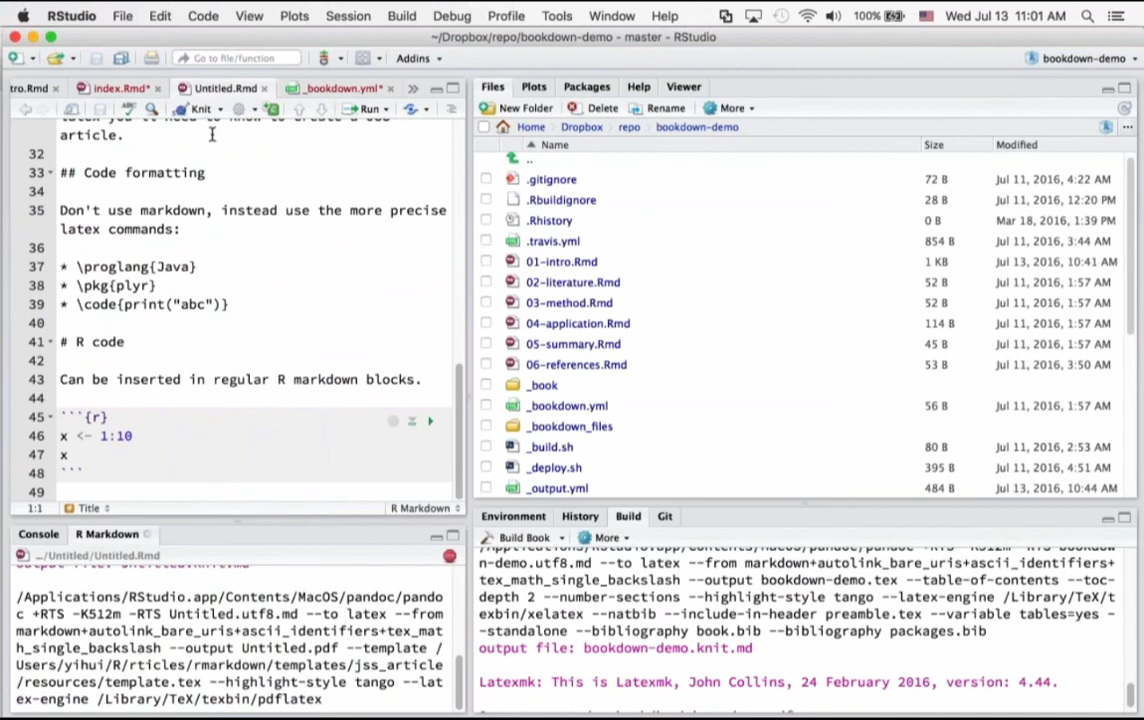 RStudio File Edit Code View Plots Session Build Debug Profile Tools Window Help 100% Wed Jul 13 11:01 AM
~/Dropbox/repo/bookdown-demo - master - RStudio
Go to file/function Addins bookdown-demo
tro.Rmd index.Rmd* Untitled.Rmd _bookdown.yml*
Knit Run
article.
32
33 ## Code formatting
34
35 Don't use markdown, instead use the more precise
latex commands:
36
37 * \proglang{Java}
38 * \pkg{plyr}
39 * \code{print("abc")}
40
41 # R code
42
43 Can be inserted in regular R markdown blocks.
44
45 ```{r}
46 x <- 1:10
47 x
48 ```
49
1:1 Title R Markdown
Console R Markdown
.../Untitled/Untitled.Rmd
output file: Untitled.knit.md
/Applications/RStudio.app/Contents/MacOS/pandoc/pando
c +RTS -K512m -RTS Untitled.utf8.md --to latex --from
markdown+autolink_bare_uris+ascii_identifiers+tex_mat
h_single_backslash --output Untitled.pdf --template /
Users/yihui/R/rticles/rmarkdown/templates/jss_article
/resources/template.tex --highlight-style tango --lat
ex-engine /Library/TeX/texbin/pdflatex
Files Plots Packages Help Viewer
New Folder Delete Rename More
Home Dropbox repo bookdown-demo
Name Size Modified
..
.gitignore 72 B Jul 11, 2016, 4:22 AM
.Rbuildignore 28 B Jul 11, 2016, 12:20 PM
.Rhistory 0 B Mar 18, 2016, 1:39 PM
.travis.yml 854 B Jul 11, 2016, 3:44 AM
01-intro.Rmd 1 KB Jul 13, 2016, 10:41 AM
02-literature.Rmd 52 B Jul 11, 2016, 1:57 AM
03-method.Rmd 52 B Jul 11, 2016, 1:57 AM
04-application.Rmd 114 B Jul 11, 2016, 1:57 AM
05-summary.Rmd 45 B Jul 11, 2016, 1:57 AM
06-references.Rmd 53 B Jul 11, 2016, 3:50 AM
_book
_bookdown.yml 56 B Jul 11, 2016, 1:57 AM
_bookdown_files
_build.sh 80 B Jul 11, 2016, 2:53 AM
_deploy.sh 395 B Jul 11, 2016, 4:51 AM
_output.yml 484 B Jul 13, 2016, 10:44 AM
Environment History Build Git
Build Book More
n-demo.utf8.md --to latex --from markdown+autolink_bare_uris+ascii_identifiers+
tex_math_single_backslash --output bookdown-demo.tex --table-of-contents --toc-
depth 2 --number-sections --highlight-style tango --latex-engine /Library/TeX/t
exbin/xelatex --natbib --include-in-header preamble.tex --variable tables=yes -
-standalone --bibliography book.bib --bibliography packages.bib
output file: bookdown-demo.knit.md
Latexmk: This is Latexmk, John Collins, 24 February 2016, version: 4.44.